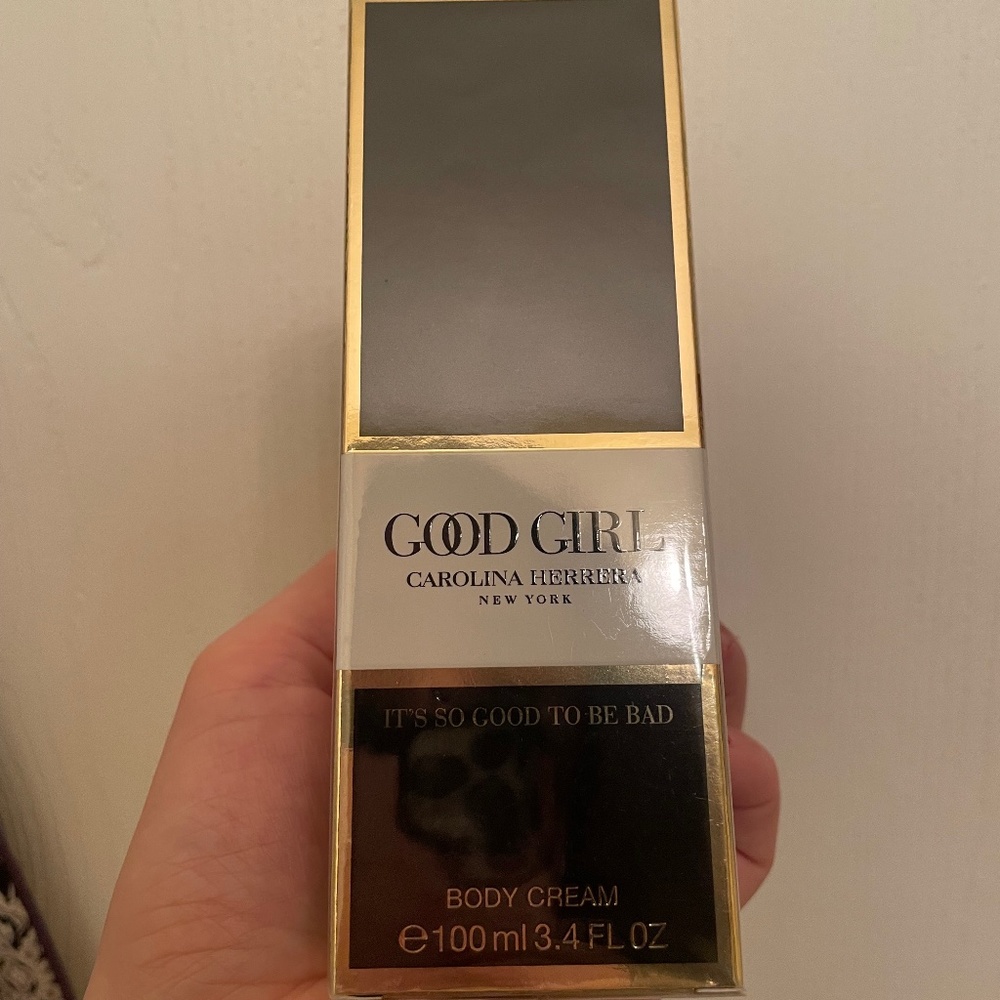 GOOD GIRL
CAROLINA HERRERA
NEW YORK
IT'S SO GOOD TO BE BAD
BODY CREAM
℮100 ml 3.4 FL OZ